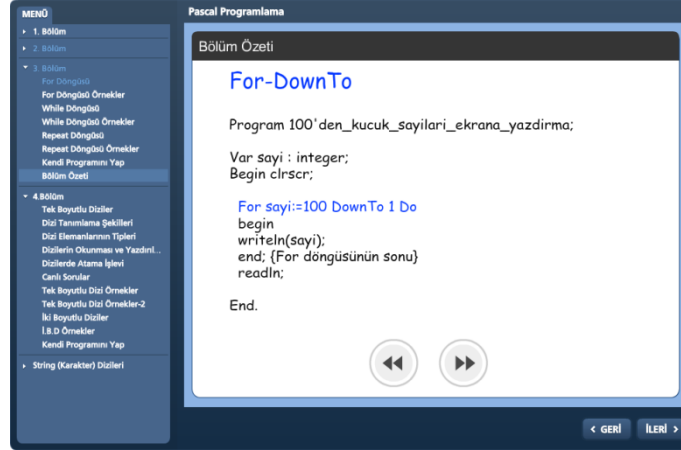 MENÜ
1. Bölüm
2. Bölüm
3. Bölüm
For Döngüsü
For Döngüsü Örnekler
While Döngüsü
While Döngüsü Örnekler
Repeat Döngüsü
Repeat Döngüsü Örnekler
Kendi Programını Yap
Bölüm Özeti
4.Bölüm
Tek Boyutlu Diziler
Dizi Tanımlama Şekilleri
Dizi Elemanlarının Tipleri
Dizilerin Okunması ve Yazdırıl...
Dizilerde Atama İşlevi
Canlı Sorular
Tek Boyutlu Dizi Örnekler
Tek Boyutlu Dizi Örnekler-2
İki Boyutlu Diziler
İ.B.D Örnekler
Kendi Programını Yap
String (Karakter) Dizileri
Pascal Programlama
Bölüm Özeti
For-DownTo
Program 100'den_kucuk_sayilari_ekrana_yazdirma;
Var sayi : integer;
Begin clrscr;
For sayi:=100 DownTo 1 Do
begin
writeln(sayi);
end; {For döngüsünün sonu}
readln;
End.
< GERİ
İLERİ >